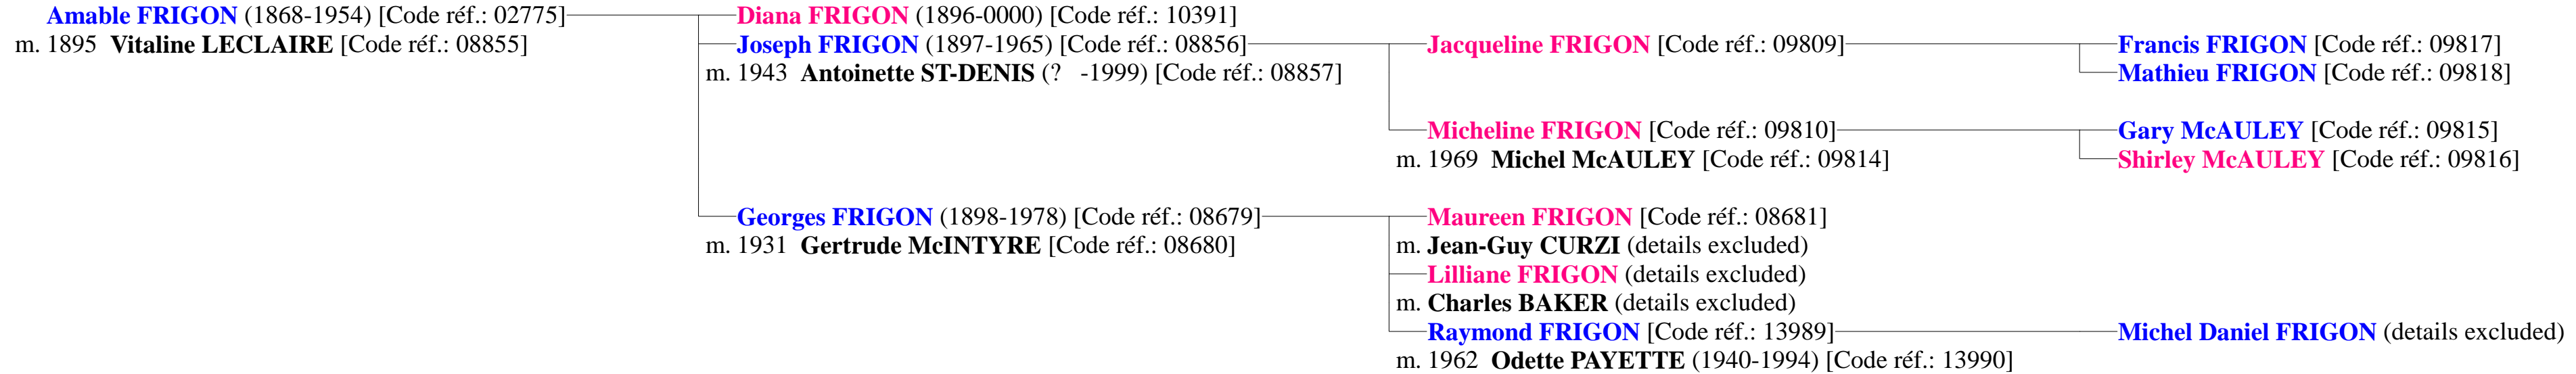 Amable FRIGON (1868-1954) [Code réf.: 02775]
m. 1895 Vitaline LECLAIRE [Code réf.: 08855]
Diana FRIGON (1896-0000) [Code réf.: 10391]
Joseph FRIGON (1897-1965) [Code réf.: 08856]
m. 1943 Antoinette ST-DENIS (? -1999) [Code réf.: 08857]
Jacqueline FRIGON [Code réf.: 09809]
Francis FRIGON [Code réf.: 09817]
Mathieu FRIGON [Code réf.: 09818]
Micheline FRIGON [Code réf.: 09810]
m. 1969 Michel McAULEY [Code réf.: 09814]
Gary McAULEY [Code réf.: 09815]
Shirley McAULEY [Code réf.: 09816]
Georges FRIGON (1898-1978) [Code réf.: 08679]
m. 1931 Gertrude McINTYRE [Code réf.: 08680]
Maureen FRIGON [Code réf.: 08681]
m. Jean-Guy CURZI (details excluded)
Lilliane FRIGON (details excluded)
m. Charles BAKER (details excluded)
Raymond FRIGON [Code réf.: 13989]
m. 1962 Odette PAYETTE (1940-1994) [Code réf.: 13990]
Michel Daniel FRIGON (details excluded)